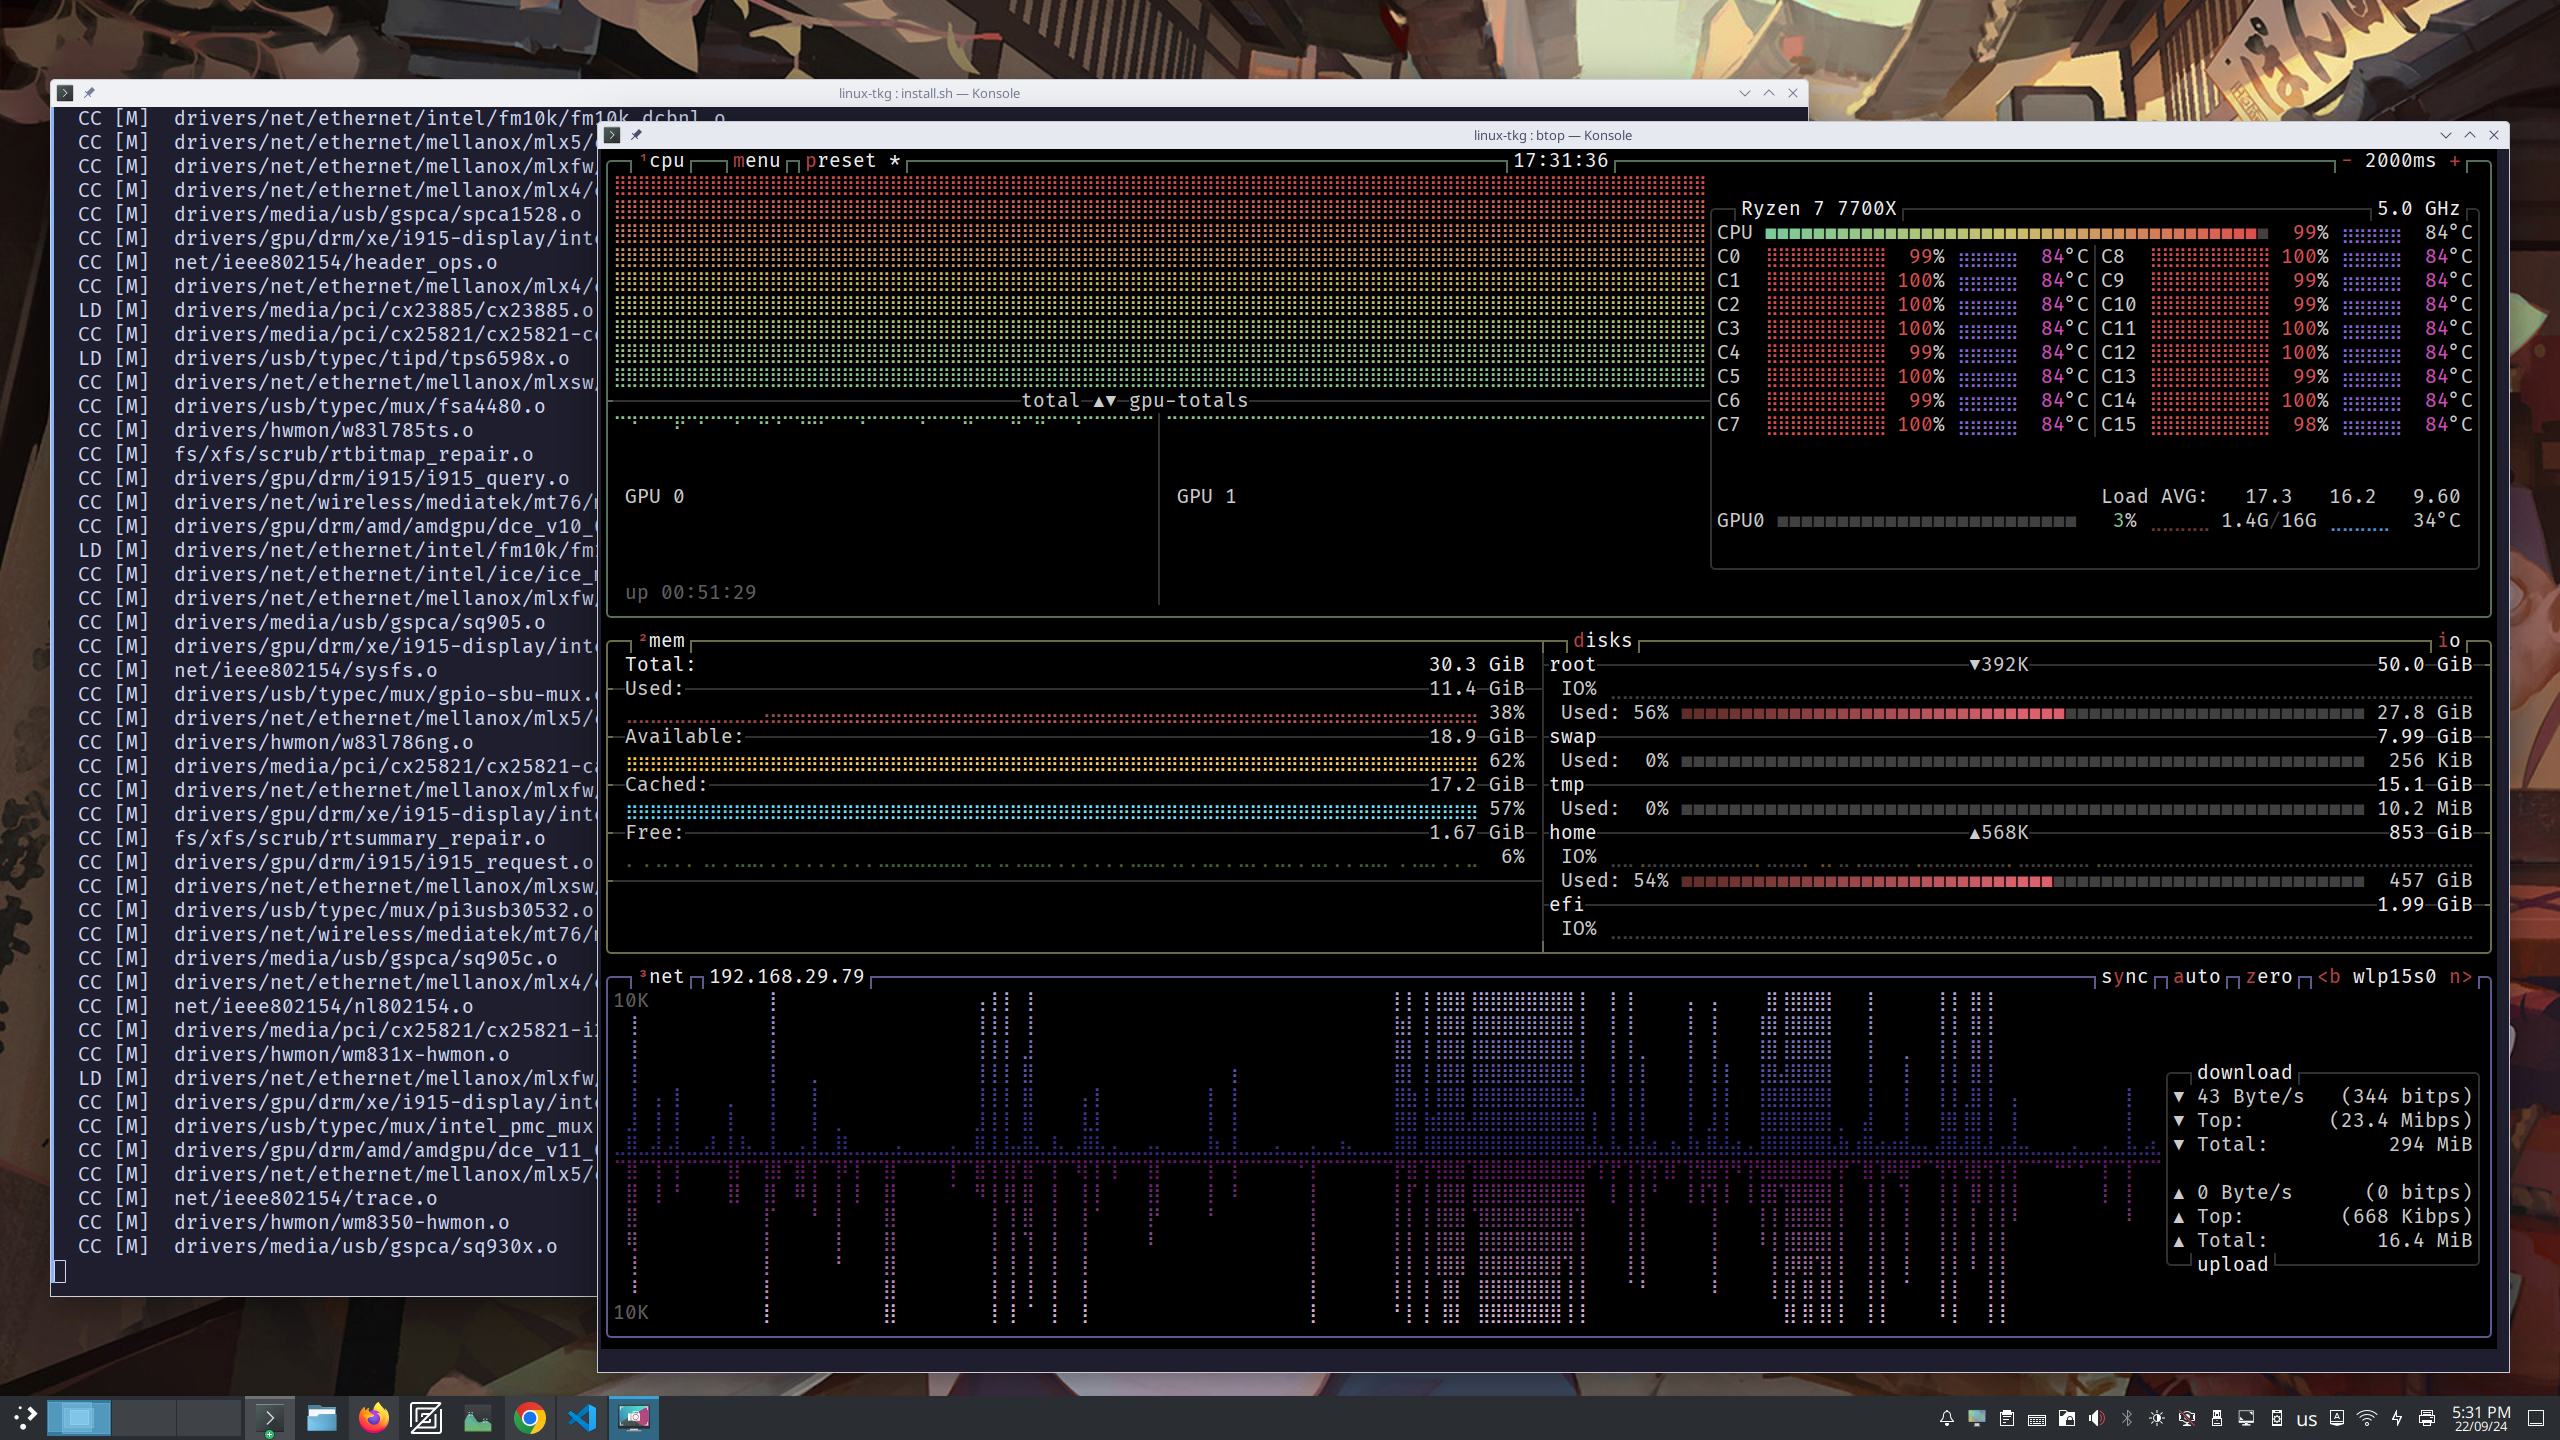 linux-tkg : install.sh — Konsole
CC [M] drivers/net/ethernet/intel/fm10k/fm10k_dcbnl.o
CC [M] drivers/net/ethernet/mellanox/mlx5/
CC [M] drivers/net/ethernet/mellanox/mlxfw/
CC [M] drivers/net/ethernet/mellanox/mlx4/
CC [M] drivers/media/usb/gspca/spca1528.o
CC [M] drivers/gpu/drm/xe/i915-display/int
CC [M] net/ieee802154/header_ops.o
CC [M] drivers/net/ethernet/mellanox/mlx4/
LD [M] drivers/media/pci/cx23885/cx23885.o
CC [M] drivers/media/pci/cx25821/cx25821-c
LD [M] drivers/usb/typec/tipd/tps6598x.o
CC [M] drivers/net/ethernet/mellanox/mlxsw/
CC [M] drivers/usb/typec/mux/fsa4480.o
CC [M] drivers/hwmon/w83l785ts.o
CC [M] fs/xfs/scrub/rtbitmap_repair.o
CC [M] drivers/gpu/drm/i915/i915_query.o
CC [M] drivers/net/wireless/mediatek/mt76/
CC [M] drivers/gpu/drm/amd/amdgpu/dce_v10_
LD [M] drivers/net/ethernet/intel/fm10k/fm
CC [M] drivers/net/ethernet/intel/ice/ice_
CC [M] drivers/net/ethernet/mellanox/mlxfw/
CC [M] drivers/media/usb/gspca/sq905.o
CC [M] drivers/gpu/drm/xe/i915-display/int
CC [M] net/ieee802154/sysfs.o
CC [M] drivers/usb/typec/mux/gpio-sbu-mux.
CC [M] drivers/net/ethernet/mellanox/mlx5/
CC [M] drivers/hwmon/w83l786ng.o
CC [M] drivers/media/pci/cx25821/cx25821-c
CC [M] drivers/net/ethernet/mellanox/mlxfw/
CC [M] drivers/gpu/drm/xe/i915-display/int
CC [M] fs/xfs/scrub/rtsummary_repair.o
CC [M] drivers/gpu/drm/i915/i915_request.o
CC [M] drivers/net/ethernet/mellanox/mlxsw/
CC [M] drivers/usb/typec/mux/pi3usb30532.o
CC [M] drivers/net/wireless/mediatek/mt76/
CC [M] drivers/media/usb/gspca/sq905c.o
CC [M] drivers/net/ethernet/mellanox/mlx4/
CC [M] net/ieee802154/nl802154.o
CC [M] drivers/media/pci/cx25821/cx25821-i
CC [M] drivers/hwmon/wm831x-hwmon.o
LD [M] drivers/net/ethernet/mellanox/mlxfw/
CC [M] drivers/gpu/drm/xe/i915-display/int
CC [M] drivers/usb/typec/mux/intel_pmc_mux
CC [M] drivers/gpu/drm/amd/amdgpu/dce_v11_
CC [M] drivers/net/ethernet/mellanox/mlx5/
CC [M] net/ieee802154/trace.o
CC [M] drivers/hwmon/wm8350-hwmon.o
CC [M] drivers/media/usb/gspca/sq930x.o
linux-tkg : btop — Konsole
¹cpu menu preset * 17:31:36 - 2000ms +
Ryzen 7 7700X 5.0 GHz
CPU 99% 84°C
C0 99% 84°C C8 100% 84°C
C1 100% 84°C C9 99% 84°C
C2 100% 84°C C10 99% 84°C
C3 100% 84°C C11 100% 84°C
C4 99% 84°C C12 100% 84°C
C5 100% 84°C C13 99% 84°C
C6 99% 84°C C14 100% 84°C
C7 100% 84°C C15 98% 84°C
total ▲▼ gpu-totals
GPU 0 GPU 1
Load AVG: 17.3 16.2 9.60
GPU0 3% 1.4G/16G 34°C
up 00:51:29
²mem
Total: 30.3 GiB
Used: 11.4 GiB
38%
Available: 18.9 GiB
62%
Cached: 17.2 GiB
57%
Free: 1.67 GiB
6%
disks io
root ▼392K 50.0 GiB
IO%
Used: 56% 27.8 GiB
swap 7.99 GiB
Used: 0% 256 KiB
tmp 15.1 GiB
Used: 0% 10.2 MiB
home ▲568K 853 GiB
IO%
Used: 54% 457 GiB
efi 1.99 GiB
IO%
³net 192.168.29.79 sync auto zero <b wlp15s0 n>
10K
download
▼ 43 Byte/s (344 bitps)
▼ Top: (23.4 Mibps)
▼ Total: 294 MiB
▲ 0 Byte/s (0 bitps)
▲ Top: (668 Kibps)
▲ Total: 16.4 MiB
upload
10K
us
5:31 PM
22/09/24